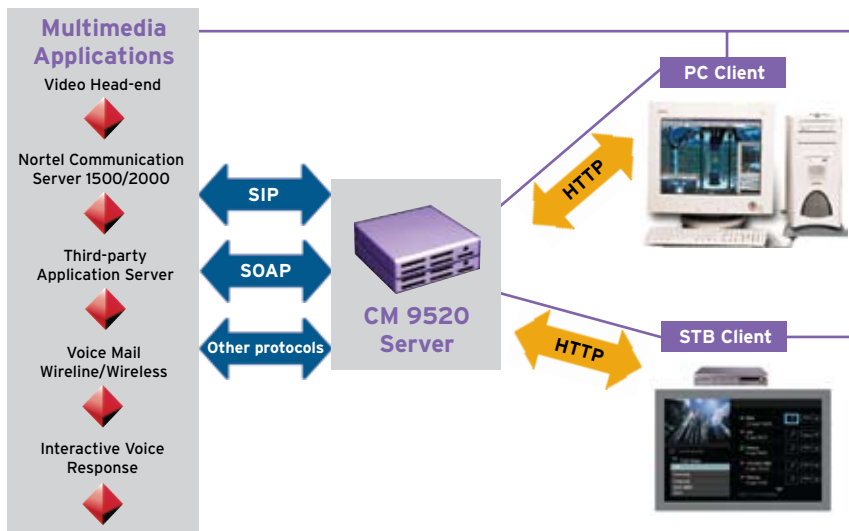 Multimedia
Applications
Video Head-end
Nortel Communication
Server 1500/2000
Third-party
Application Server
Voice Mail
Wireline/Wireless
Interactive Voice
Response
SIP
SOAP
Other protocols
CM 9520
Server
HTTP
HTTP
PC Client
STB Client